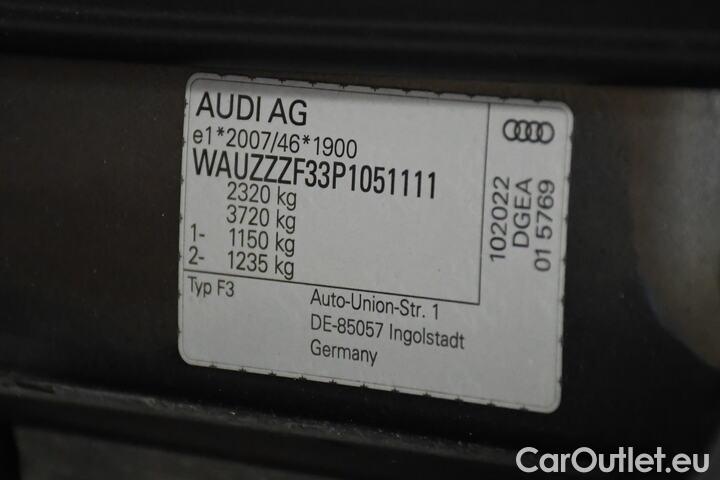 AUDI AG
e1*2007/46*1900
WAUZZZF33P1051111
2320 kg
3720 kg
1- 1150 kg
2- 1235 kg
Typ F3
Auto-Union-Str. 1
DE-85057 Ingolstadt
Germany
102022
DGEA
01 5769
CarOutlet.eu